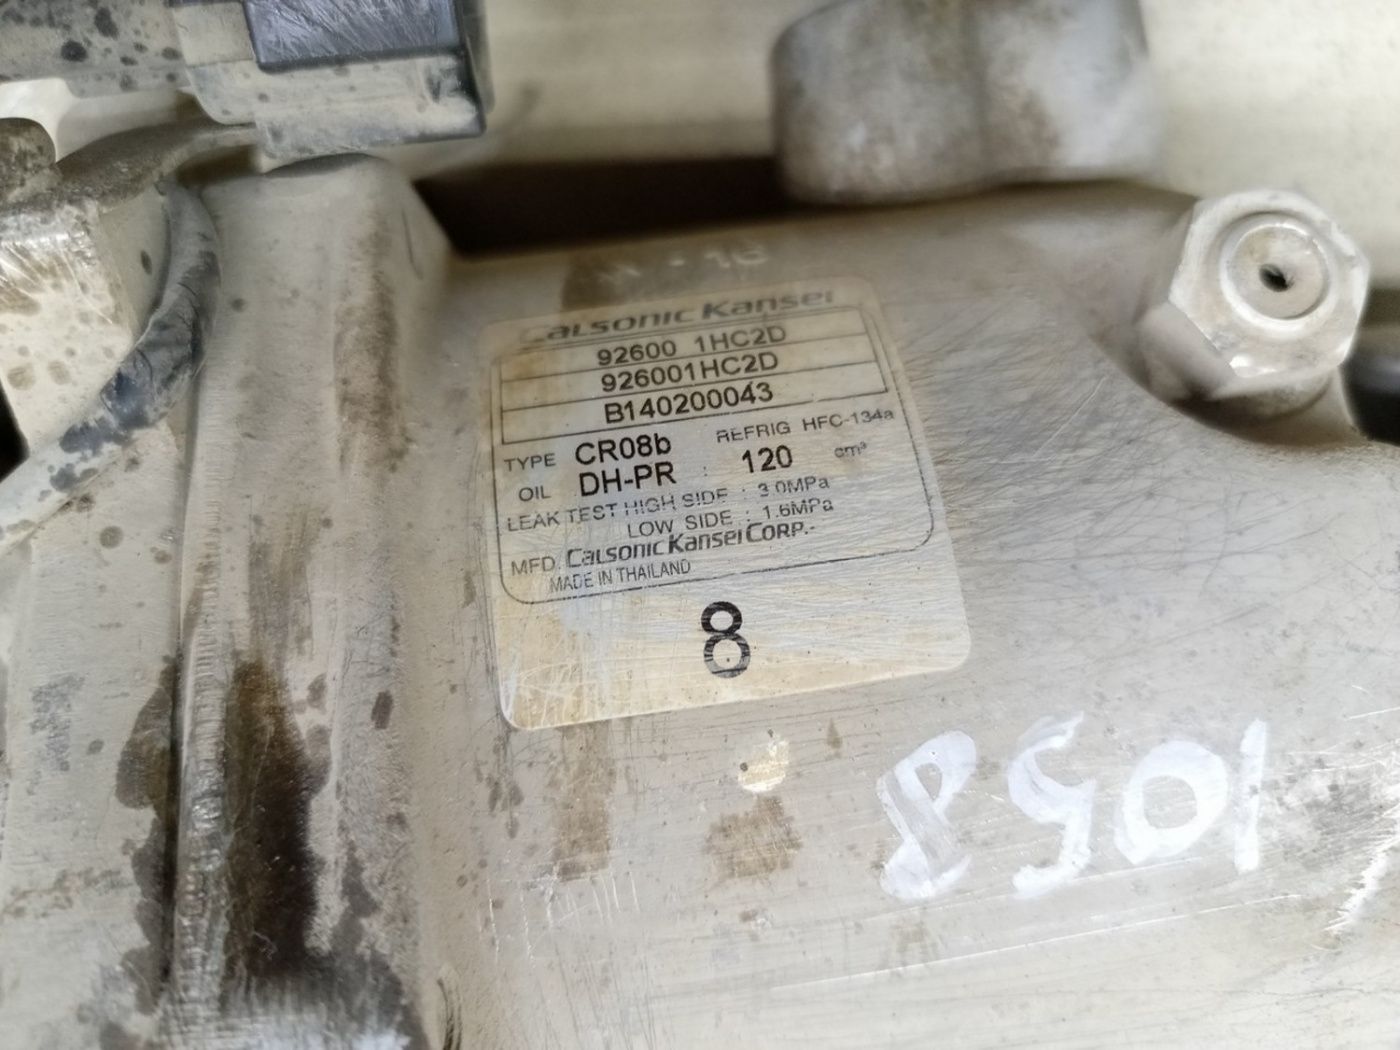 Calsonic Kansei
92600 1HC2D
926001HC2D
B140200043
TYPE CR08b REFRIG HFC-134a
OIL DH-PR : 120 cm³
LEAK TEST HIGH SIDE : 3.0MPa
LOW SIDE : 1.6MPa
MFD. Calsonic Kansei Corp.
MADE IN THAILAND
8
8501